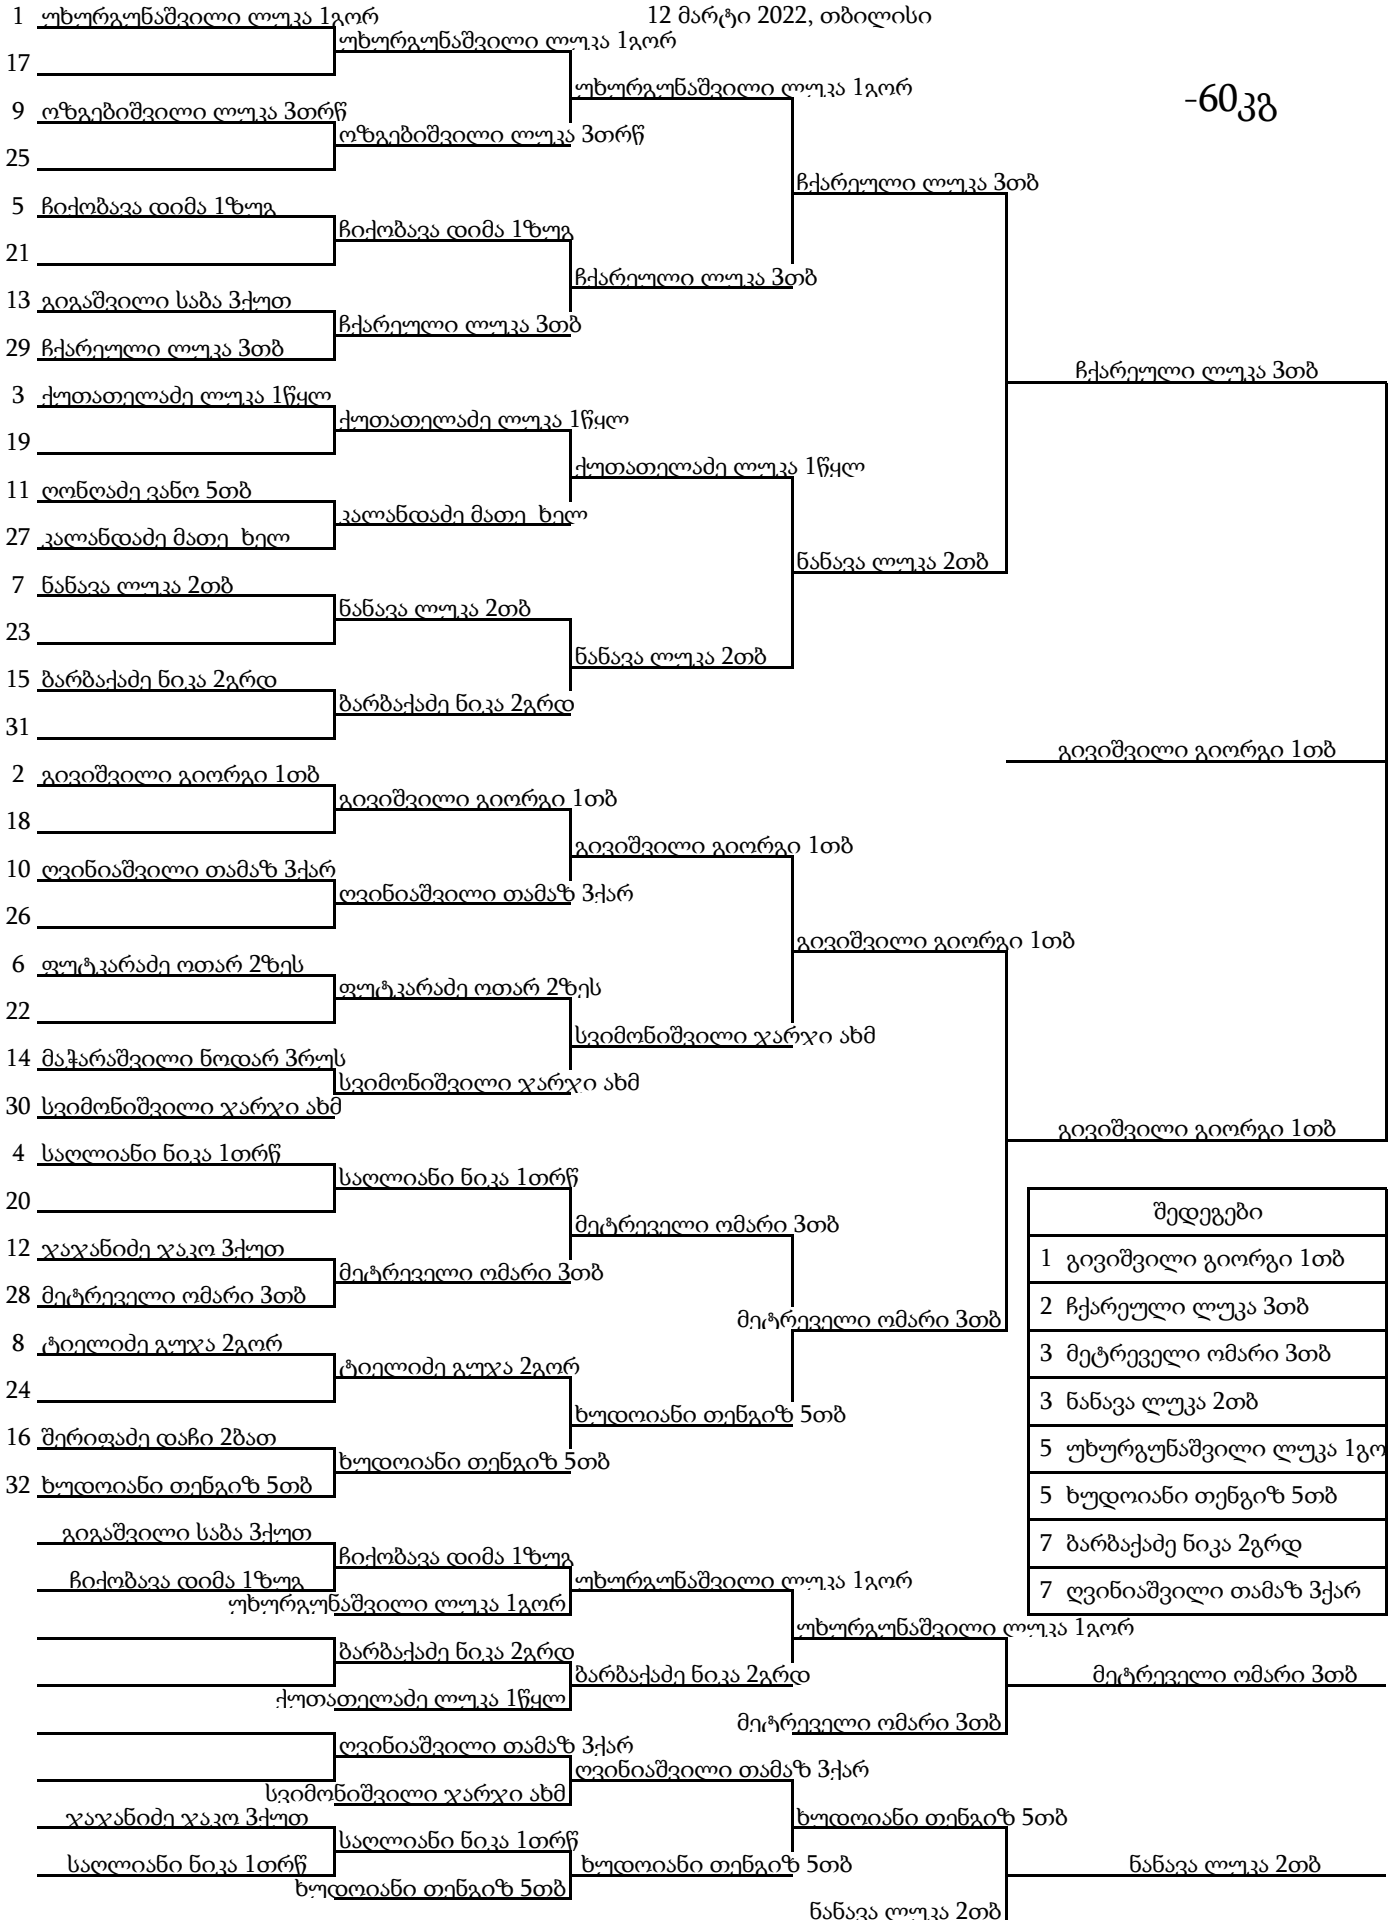 12 მარტი 2022, თბილისი
-60კგ
1 უხურგუნაშვილი ლუკა 1გორ
უხურგუნაშვილი ლუკა 1გორ
17
უხურგუნაშვილი ლუკა 1გორ
9 ოზგებიშვილი ლუკა 3თრწ
ოზგებიშვილი ლუკა 3თრწ
25
ჩქარეული ლუკა 3თბ
5 ჩიქობავა დიმა 1ზუგ
ჩიქობავა დიმა 1ზუგ
21
ჩქარეული ლუკა 3თბ
13 გიგაშვილი საბა 3ქუთ
ჩქარეული ლუკა 3თბ
29 ჩქარეული ლუკა 3თბ
ჩქარეული ლუკა 3თბ
3 ქუთათელაძე ლუკა 1წყლ
ქუთათელაძე ლუკა 1წყლ
19
ქუთათელაძე ლუკა 1წყლ
11 ღონღაძე ვანო 5თბ
კალანდაძე მათე ხელ
27 კალანდაძე მათე ხელ
ნანავა ლუკა 2თბ
7 ნანავა ლუკა 2თბ
ნანავა ლუკა 2თბ
23
ნანავა ლუკა 2თბ
15 ბარბაქაძე ნიკა 2გრდ
ბარბაქაძე ნიკა 2გრდ
31
გივიშვილი გიორგი 1თბ
2 გივიშვილი გიორგი 1თბ
გივიშვილი გიორგი 1თბ
18
გივიშვილი გიორგი 1თბ
10 ღვინიაშვილი თამაზ 3ქარ
ღვინიაშვილი თამაზ 3ქარ
26
გივიშვილი გიორგი 1თბ
6 ფუტკარაძე ოთარ 2ზეს
ფუტკარაძე ოთარ 2ზეს
22
სვიმონიშვილი ჯარჯი ახმ
14 მაჭარაშვილი ნოდარ 3რუს
სვიმონიშვილი ჯარჯი ახმ
30 სვიმონიშვილი ჯარჯი ახმ
გივიშვილი გიორგი 1თბ
4 საღლიანი ნიკა 1თრწ
საღლიანი ნიკა 1თრწ
20
მეტრეველი ომარი 3თბ
12 ჯაჯანიძე ჯაკო 3ქუთ
მეტრეველი ომარი 3თბ
28 მეტრეველი ომარი 3თბ
მეტრეველი ომარი 3თბ
8 ტიელიძე გუჯა 2გორ
ტიელიძე გუჯა 2გორ
24
ხუდოიანი თენგიზ 5თბ
16 შერიფაძე დაჩი 2ბათ
ხუდოიანი თენგიზ 5თბ
32 ხუდოიანი თენგიზ 5თბ
შედეგები
1 გივიშვილი გიორგი 1თბ
2 ჩქარეული ლუკა 3თბ
3 მეტრეველი ომარი 3თბ
3 ნანავა ლუკა 2თბ
5 უხურგუნაშვილი ლუკა 1გო
5 ხუდოიანი თენგიზ 5თბ
7 ბარბაქაძე ნიკა 2გრდ
7 ღვინიაშვილი თამაზ 3ქარ
გიგაშვილი საბა 3ქუთ
ჩიქობავა დიმა 1ზუგ
ჩიქობავა დიმა 1ზუგ
უხურგუნაშვილი ლუკა 1გორ
უხურგუნაშვილი ლუკა 1გორ
უხურგუნაშვილი ლუკა 1გორ
ბარბაქაძე ნიკა 2გრდ
ბარბაქაძე ნიკა 2გრდ
მეტრეველი ომარი 3თბ
ქუთათელაძე ლუკა 1წყლ
მეტრეველი ომარი 3თბ
ღვინიაშვილი თამაზ 3ქარ
ღვინიაშვილი თამაზ 3ქარ
სვიმონიშვილი ჯარჯი ახმ
ჯაჯანიძე ჯაკო 3ქუთ
ხუდოიანი თენგიზ 5თბ
საღლიანი ნიკა 1თრწ
საღლიანი ნიკა 1თრწ
ხუდოიანი თენგიზ 5თბ
ნანავა ლუკა 2თბ
ხუდოიანი თენგიზ 5თბ
ნანავა ლუკა 2თბ